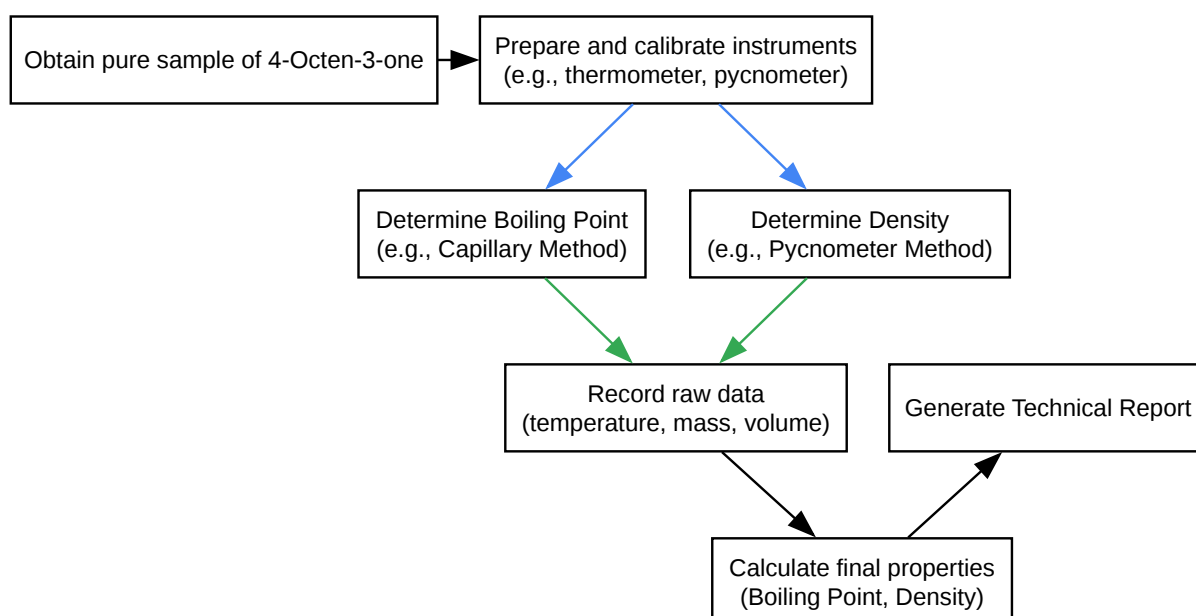 Obtain pure sample of 4-Octen-3-one
Prepare and calibrate instruments
(e.g., thermometer, pycnometer)
Determine Boiling Point
(e.g., Capillary Method)
Determine Density
(e.g., Pycnometer Method)
Record raw data
(temperature, mass, volume)
Generate Technical Report
Calculate final properties
(Boiling Point, Density)